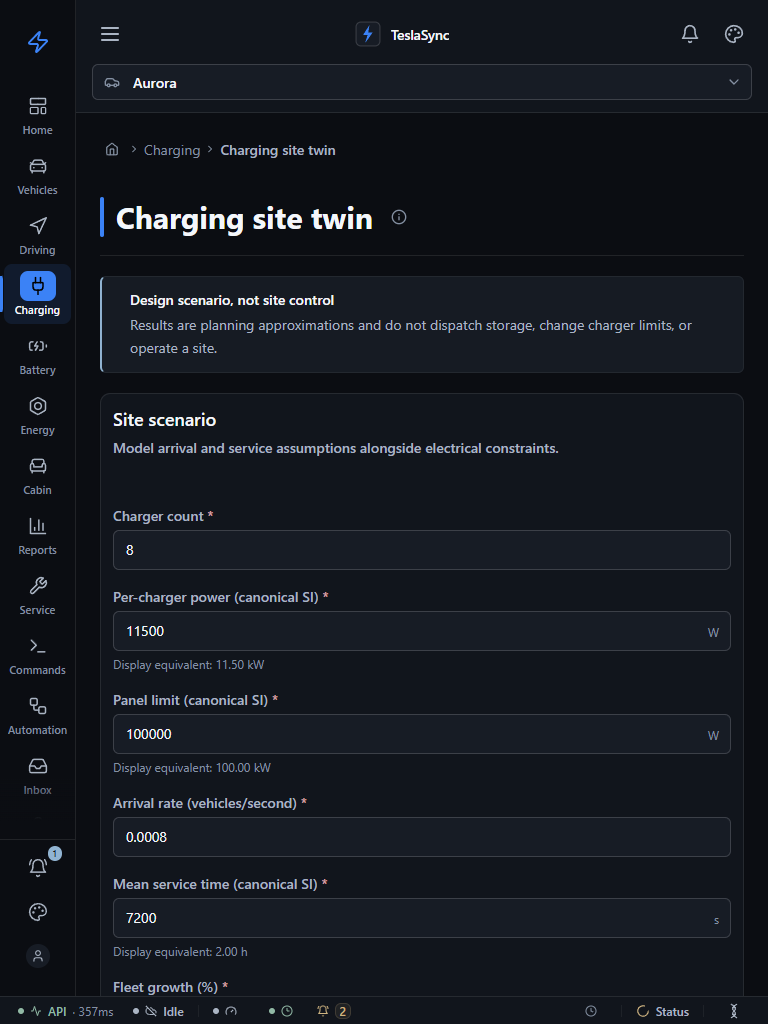 TeslaSync
Aurora
Home
Vehicles
Driving
Charging
Battery
Energy
Cabin
Reports
Service
Commands
Automation
Inbox
1
Charging
Charging site twin
Charging site twin
Design scenario, not site control
Results are planning approximations and do not dispatch storage, change charger limits, or
operate a site.
Site scenario
Model arrival and service assumptions alongside electrical constraints.
Charger count *
8
Per-charger power (canonical SI) *
11500 W
Display equivalent: 11.50 kW
Panel limit (canonical SI) *
100000 W
Display equivalent: 100.00 kW
Arrival rate (vehicles/second) *
0.0008
Mean service time (canonical SI) *
7200 s
Display equivalent: 2.00 h
Fleet growth (%) *
API · 357ms Idle 2 Status